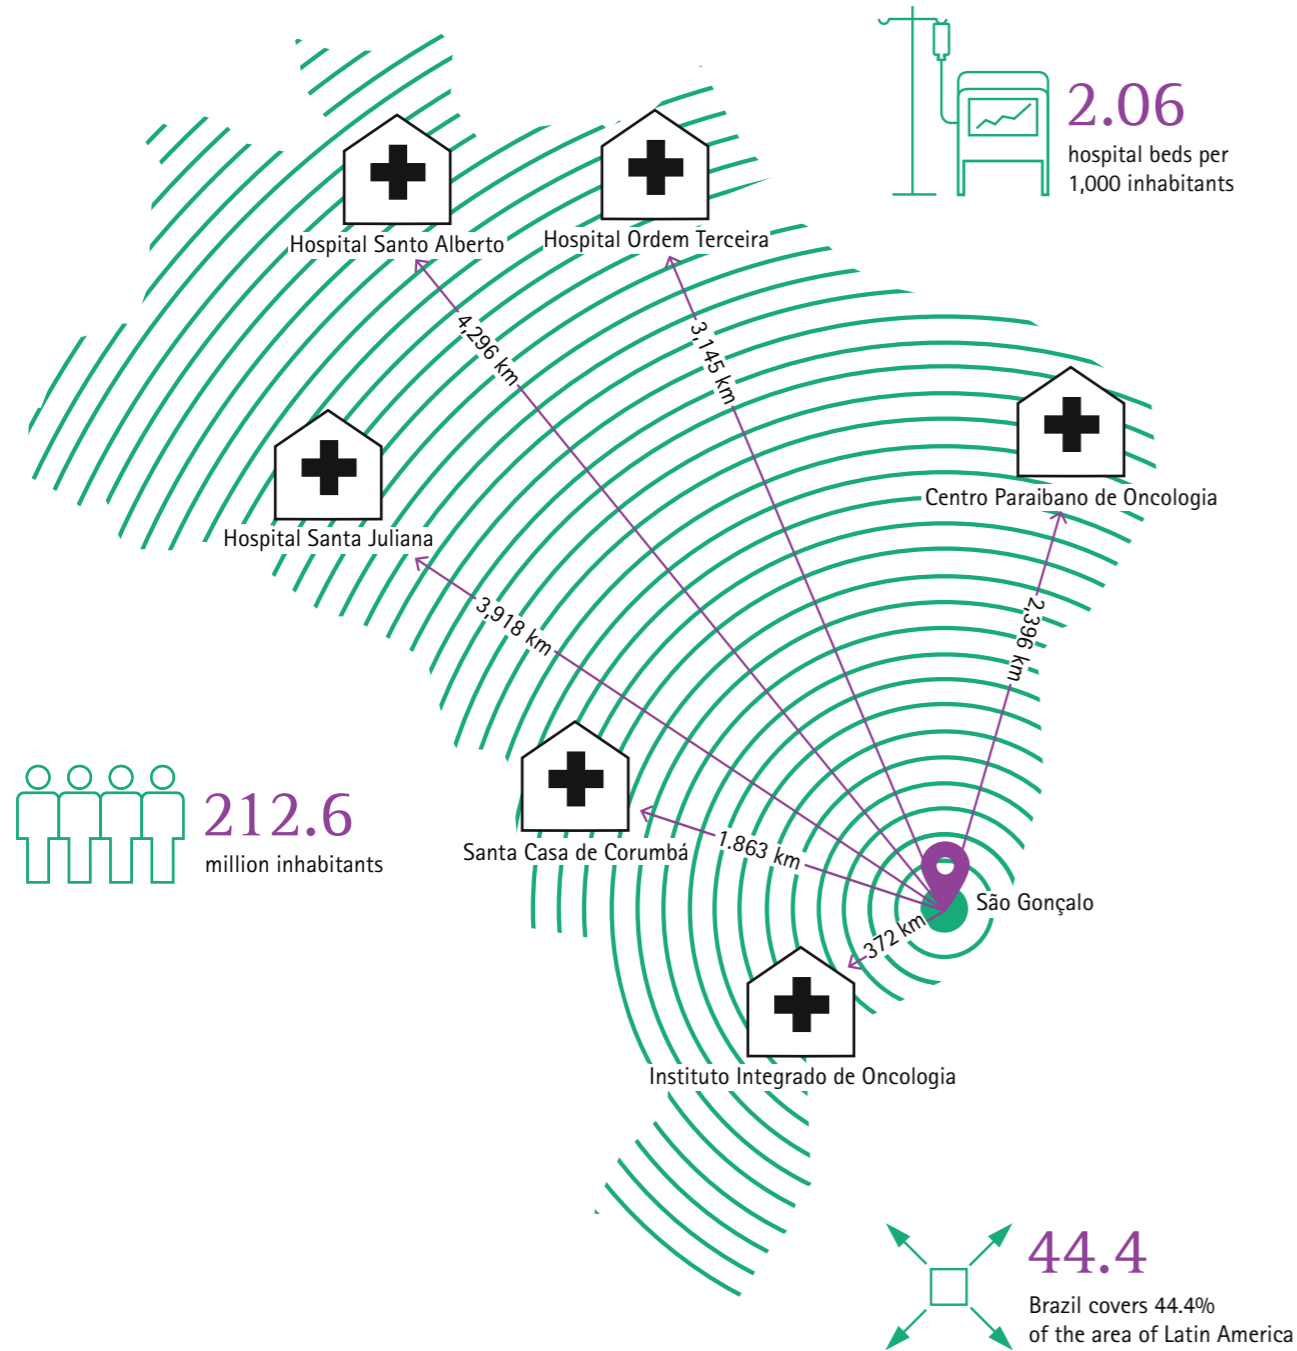 2.06
hospital beds per
1,000 inhabitants
Hospital Santo Alberto
Hospital Ordem Terceira
4,296 km
3,145 km
Centro Paraibano de Oncologia
Hospital Santa Juliana
3,918 km
2,396 km
212.6
million inhabitants
Santa Casa de Corumbá
1.863 km
São Gonçalo
372 km
Instituto Integrado de Oncologia
44.4
Brazil covers 44.4%
of the area of Latin America